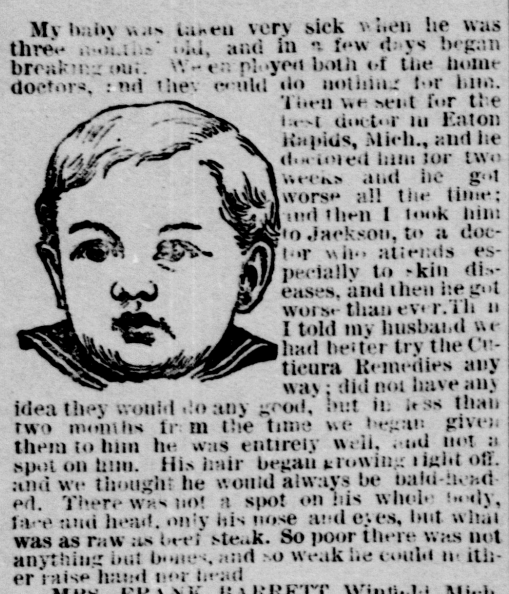 My baby was taken very sick when he was
three months' old, and in a few days began
breaking out. We employed both of the home
doctors, and they could do nothing for him.
Then we sent for the
best doctor in Eaton
Rapids, Mich., and he
doctored him for two
weeks and he got
worse all the time;
and then I took him
to Jackson, to a doc-
tor who attends es-
pecially to skin dis-
eases, and then he got
worse than ever. Then
I told my husband we
had better try the Cu-
ticura Remedies any
way; did not have any
idea they would do any good, but in less than
two months from the time we began given
them to him he was entirely well, and not a
spot on him. His hair began growing right off.
and we thought he would always be bald-head-
ed. There was not a spot on his whole body,
face and head, only his nose and eyes, but what
was as raw as beef steak. So poor there was not
anything but bones, and so weak he could neith-
er raise hand nor head
MRS. FRANK BARRETT, Winfield, Mich.